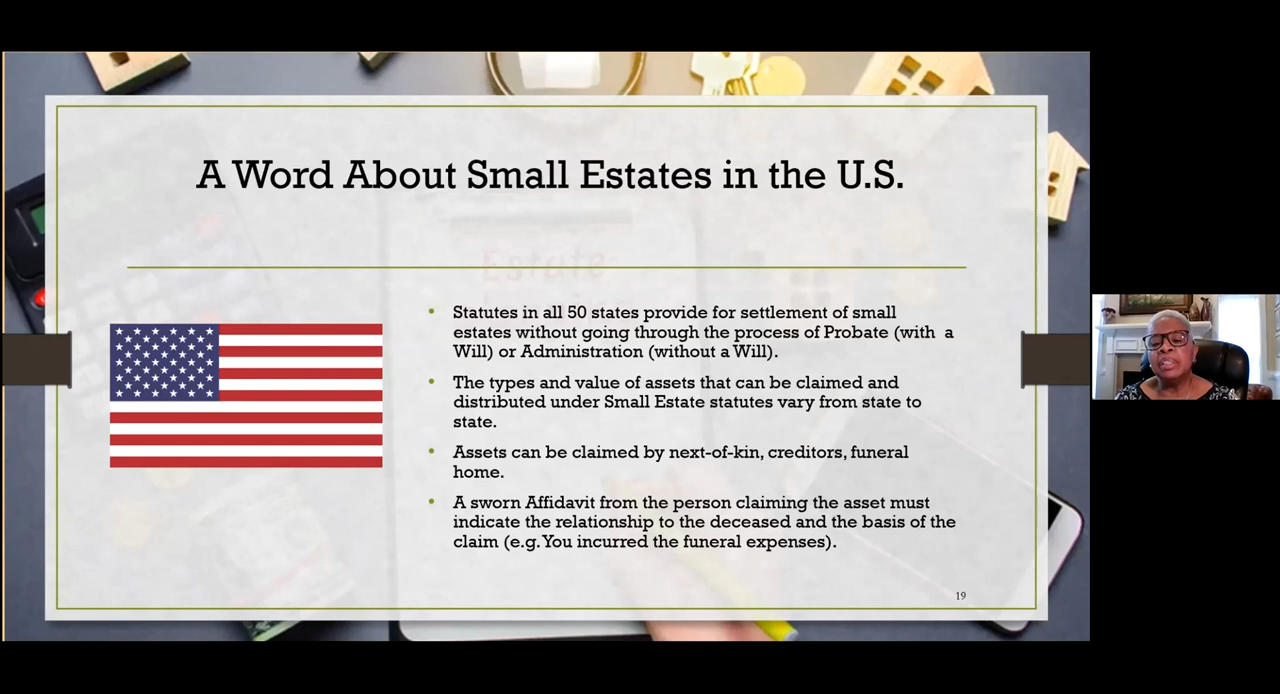 A Word About Small Estates in the U.S.
Estate
• Statutes in all 50 states provide for settlement of small
estates without going through the process of Probate (with a
Will) or Administration (without a Will).
• The types and value of assets that can be claimed and
distributed under Small Estate statutes vary from state to
state.
• Assets can be claimed by next-of-kin, creditors, funeral
home.
• A sworn Affidavit from the person claiming the asset must
indicate the relationship to the deceased and the basis of the
claim (e.g. You incurred the funeral expenses).
19